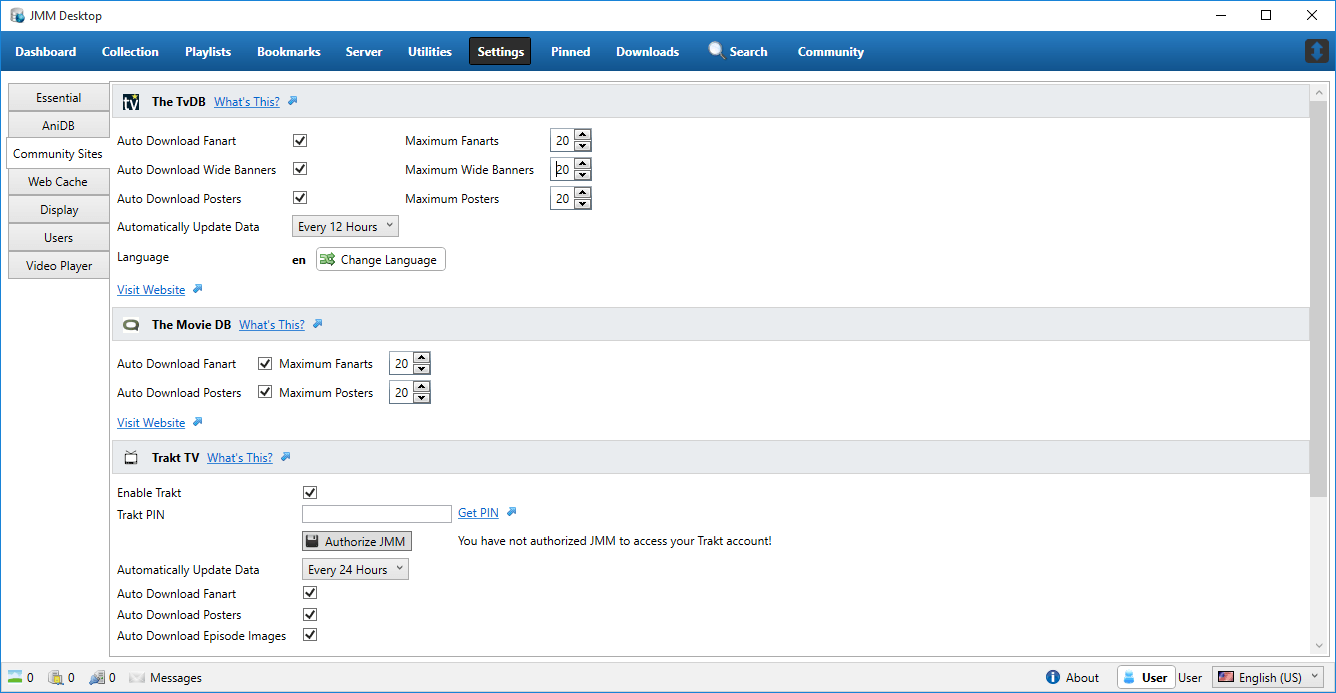 JMM Desktop
Dashboard Collection Playlists Bookmarks Server Utilities Settings Pinned Downloads Search Community
Essential
AniDB
Community Sites
Web Cache
Display
Users
Video Player
tv The TvDB What's This?
Auto Download Fanart Maximum Fanarts 20
Auto Download Wide Banners Maximum Wide Banners 20
Auto Download Posters Maximum Posters 20
Automatically Update Data Every 12 Hours
Language en Change Language
Visit Website
The Movie DB What's This?
Auto Download Fanart Maximum Fanarts 20
Auto Download Posters Maximum Posters 20
Visit Website
Trakt TV What's This?
Enable Trakt
Trakt PIN Get PIN
Authorize JMM You have not authorized JMM to access your Trakt account!
Automatically Update Data Every 24 Hours
Auto Download Fanart
Auto Download Posters
Auto Download Episode Images
0 0 0 Messages About User User English (US)